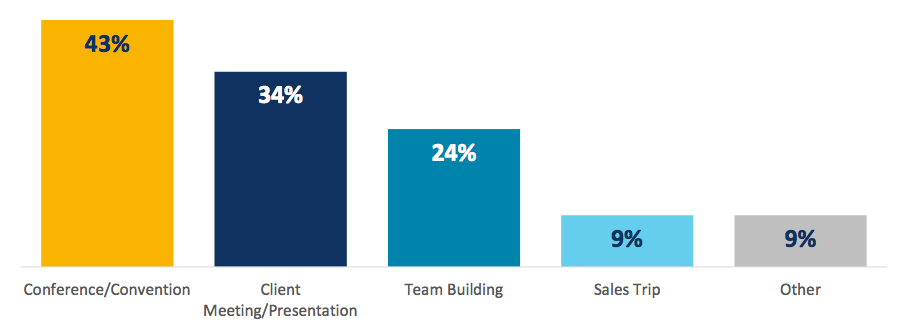 43%
34%
24%
9%
9%
Conference/Convention
Client
Meeting/Presentation
Team Building
Sales Trip
Other